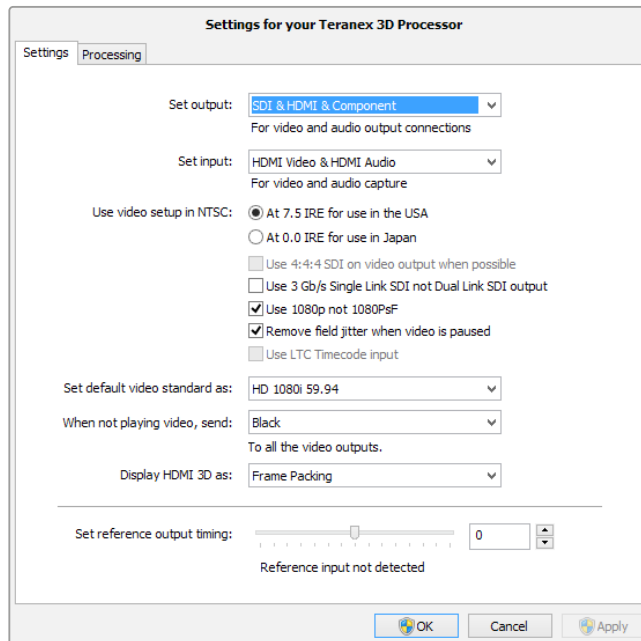 Settings for your Teranex 3D Processor
Settings Processing
Set output: SDI & HDMI & Component
For video and audio output connections
Set input: HDMI Video & HDMI Audio
For video and audio capture
Use video setup in NTSC: At 7.5 IRE for use in the USA
At 0.0 IRE for use in Japan
Use 4:4:4 SDI on video output when possible
Use 3 Gb/s Single Link SDI not Dual Link SDI output
Use 1080p not 1080PsF
Remove field jitter when video is paused
Use LTC Timecode input
Set default video standard as: HD 1080i 59.94
When not playing video, send: Black
To all the video outputs.
Display HDMI 3D as: Frame Packing
Set reference output timing: 0
Reference input not detected
OK Cancel Apply